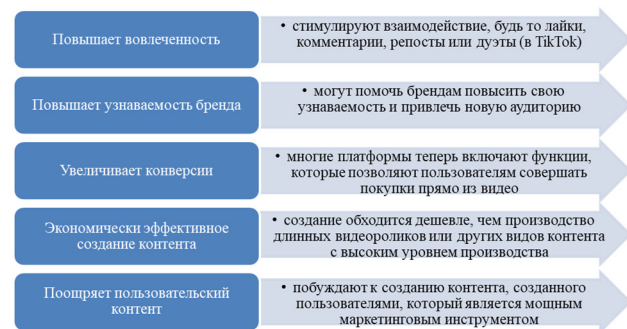 Повышает вовлеченность
• стимулируют взаимодействие, будь то лайки,
комментарии, репосты или дуэты (в TikTok)
Повышает узнаваемость бренда
• могут помочь брендам повысить свою
узнаваемость и привлечь новую аудиторию
Увеличивает конверсии
• многие платформы теперь включают функции,
которые позволяют пользователям совершать
покупки прямо из видео
Экономически эффективное
создание контента
• создание обходится дешевле, чем производство
длинных видеороликов или других видов контента
с высоким уровнем производства
Поощряет пользовательский
контент
• побуждают к созданию контента, созданного
пользователями, который является мощным
маркетинговым инструментом